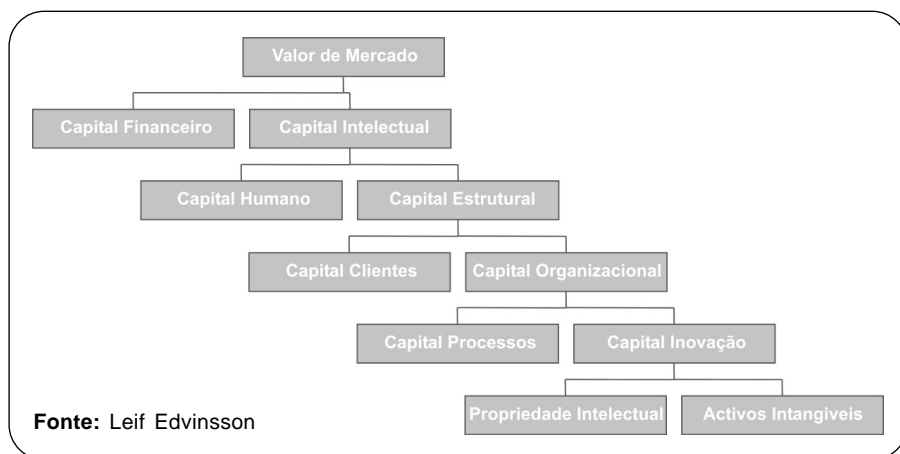 Valor de Mercado
Capital Financeiro
Capital Intelectual
Capital Humano
Capital Estrutural
Capital Clientes
Capital Organizacional
Capital Processos
Capital Inovação
Propriedade Intelectual
Activos Intangiveis
Fonte: Leif Edvinsson